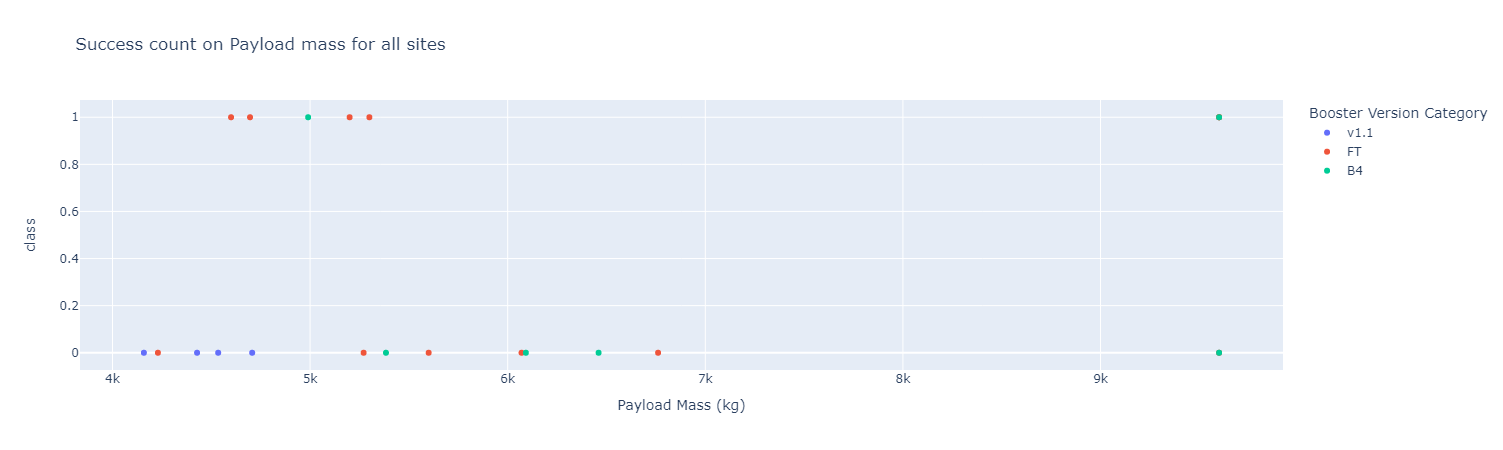 Success count on Payload mass for all sites
Booster Version Category
v1.1
FT
B4
class
1
0.8
0.6
0.4
0.2
0
4k 5k 6k 7k 8k 9k
Payload Mass (kg)